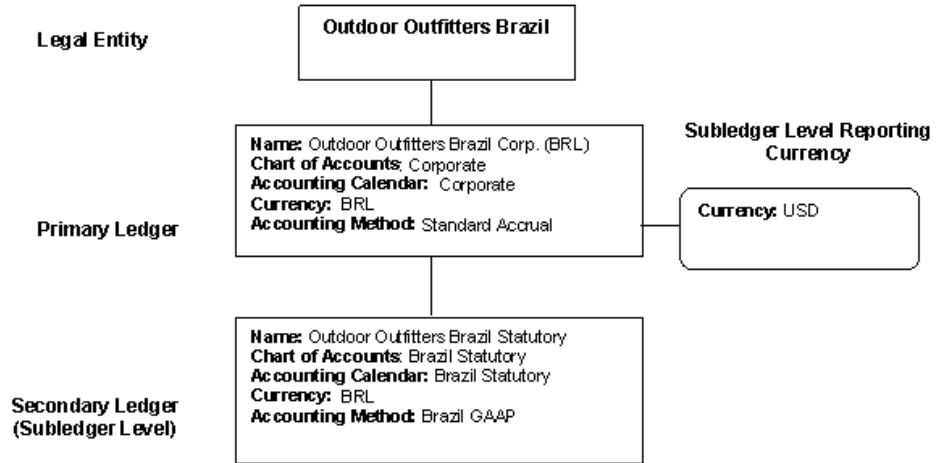 Legal Entity
Outdoor Outfitters Brazil
Subledger Level Reporting
Currency
Primary Ledger
Name: Outdoor Outfitters Brazil Corp. (BRL)
Chart of Accounts: Corporate
Accounting Calendar: Corporate
Currency: BRL
Accounting Method: Standard Accrual
Currency: USD
Secondary Ledger
(Subledger Level)
Name: Outdoor Outfitters Brazil Statutory
Chart of Accounts: Brazil Statutory
Accounting Calendar: Brazil Statutory
Currency: BRL
Accounting Method: Brazil GAAP